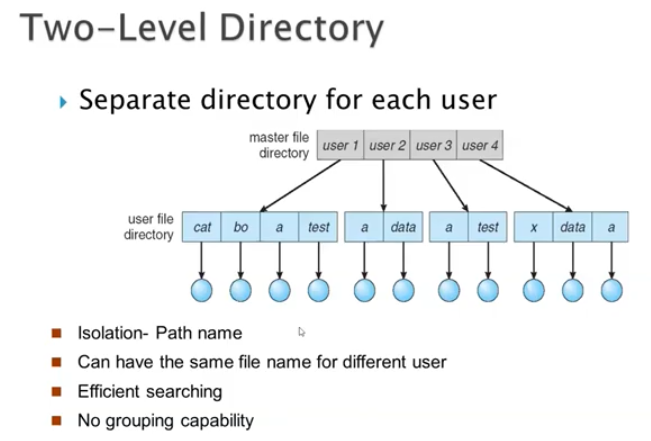 Two-Level Directory
Separate directory for each user
master file
directory
user 1 user 2 user 3 user 4
user file
directory
cat bo a test a data a test x data a
Isolation- Path name
Can have the same file name for different user
Efficient searching
No grouping capability